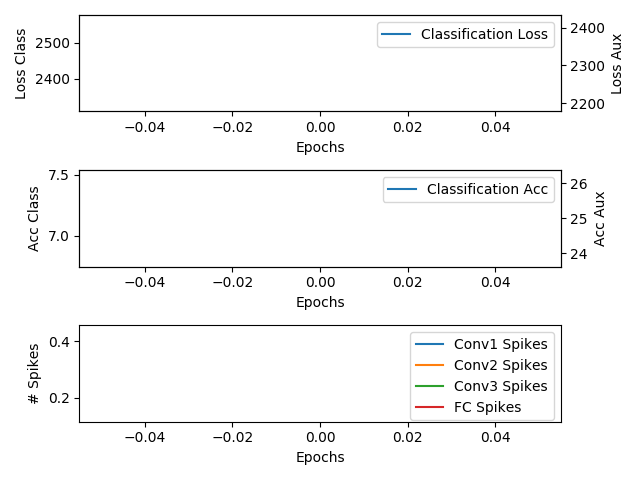 Loss Class
2500
2400
Classification Loss
2400
2300
2200
Loss Aux
−0.04 −0.02 0.00 0.02 0.04
Epochs
Acc Class
7.5
7.0
Classification Acc
26
25
24
Acc Aux
−0.04 −0.02 0.00 0.02 0.04
Epochs
# Spikes
0.4
0.2
Conv1 Spikes
Conv2 Spikes
Conv3 Spikes
FC Spikes
−0.04 −0.02 0.00 0.02 0.04
Epochs